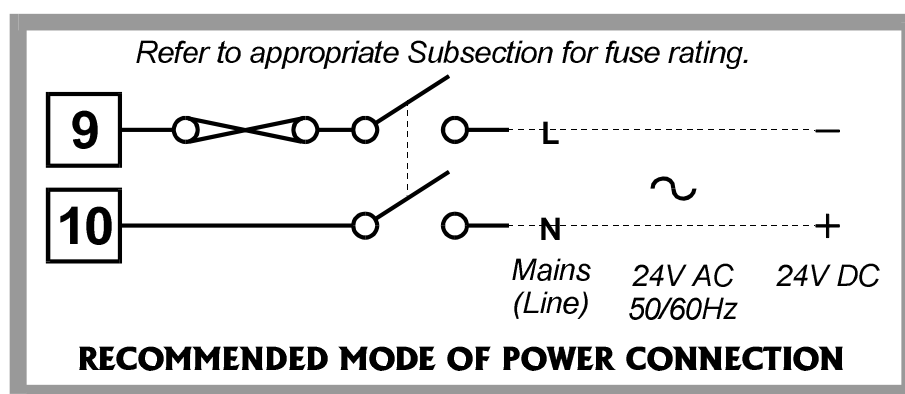 Refer to appropriate Subsection for fuse rating.
9 L –
10 N +
Mains 24V AC 24V DC
(Line) 50/60Hz
RECOMMENDED MODE OF POWER CONNECTION